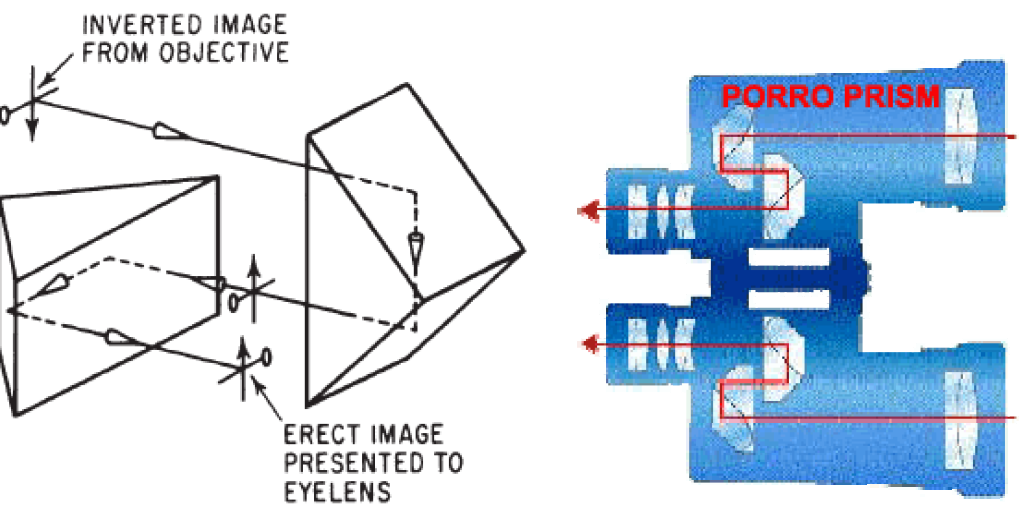 INVERTED IMAGE
FROM OBJECTIVE
O
O
O
ERECT IMAGE
PRESENTED TO
EYELENS
PORRO PRISM